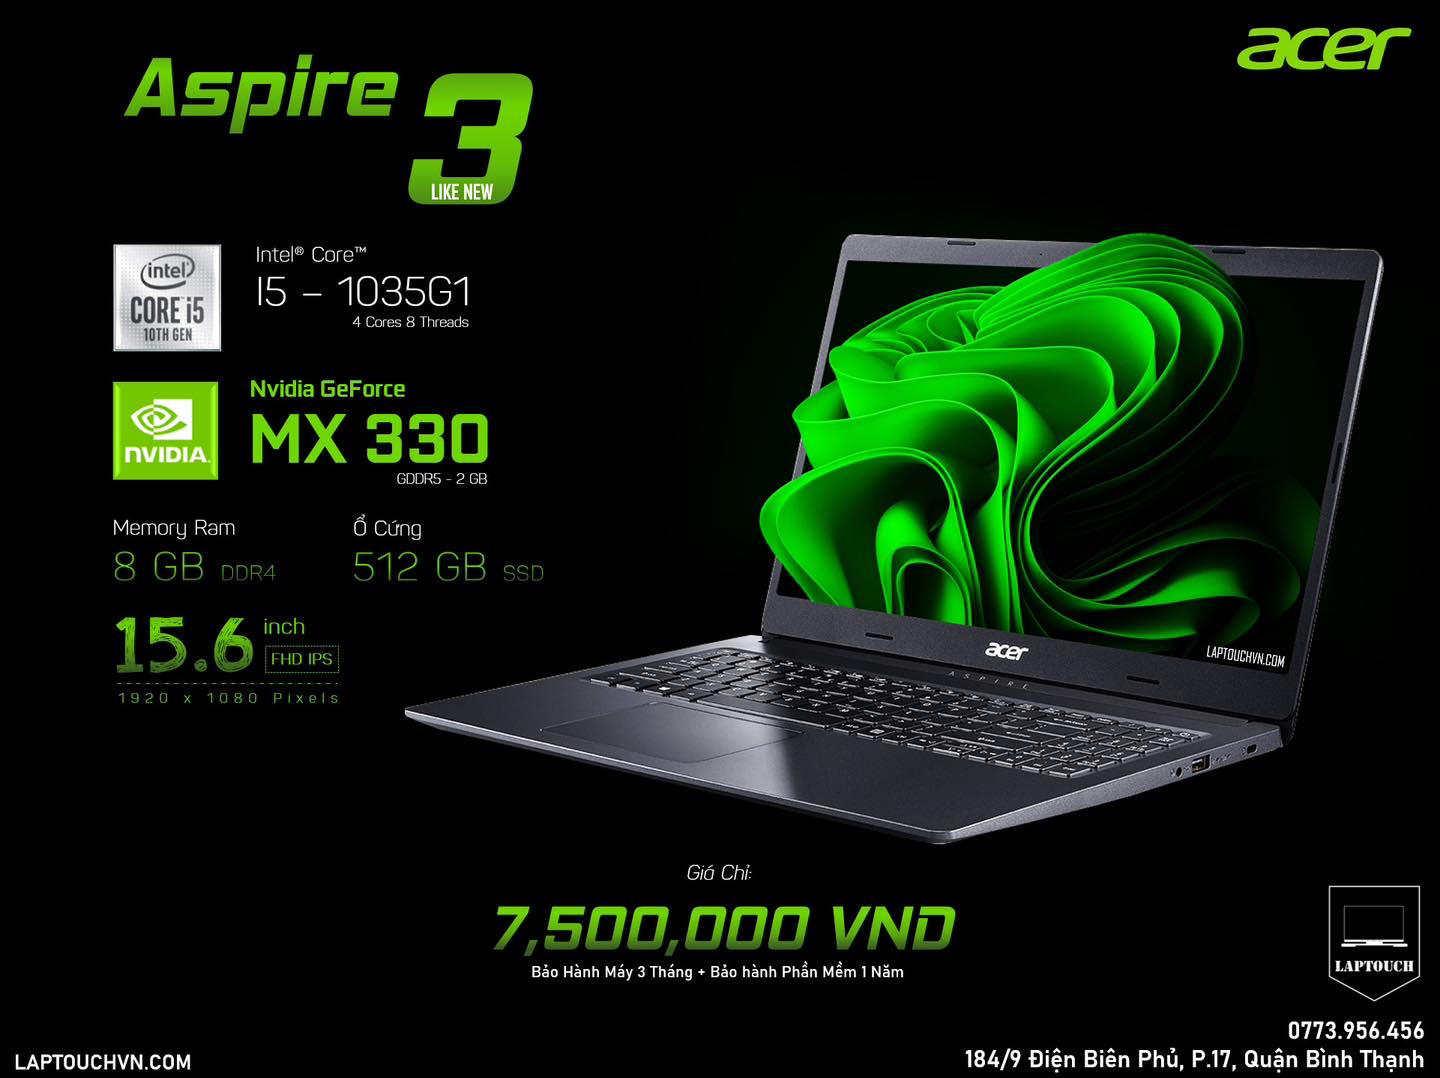 acer
Aspire 3
LIKE NEW
intel
CORE i5
10TH GEN
Intel® Core™
I5 – 1035G1
4 Cores 8 Threads
NVIDIA.
Nvidia GeForce
MX 330
GDDR5 - 2 GB
Memory Ram
8 GB DDR4
Ổ Cứng
512 GB SSD
15.6 inch
FHD IPS
1920 x 1080 Pixels
LAPTOUCHVN.COM
acer
ASPIRE
Giá Chỉ:
7,500,000 VND
Bảo Hành Máy 3 Tháng + Bảo hành Phần Mềm 1 Năm
LAPTOUCH
0773.956.456
184/9 Điện Biên Phủ, P.17, Quận Bình Thạnh
LAPTOUCHVN.COM